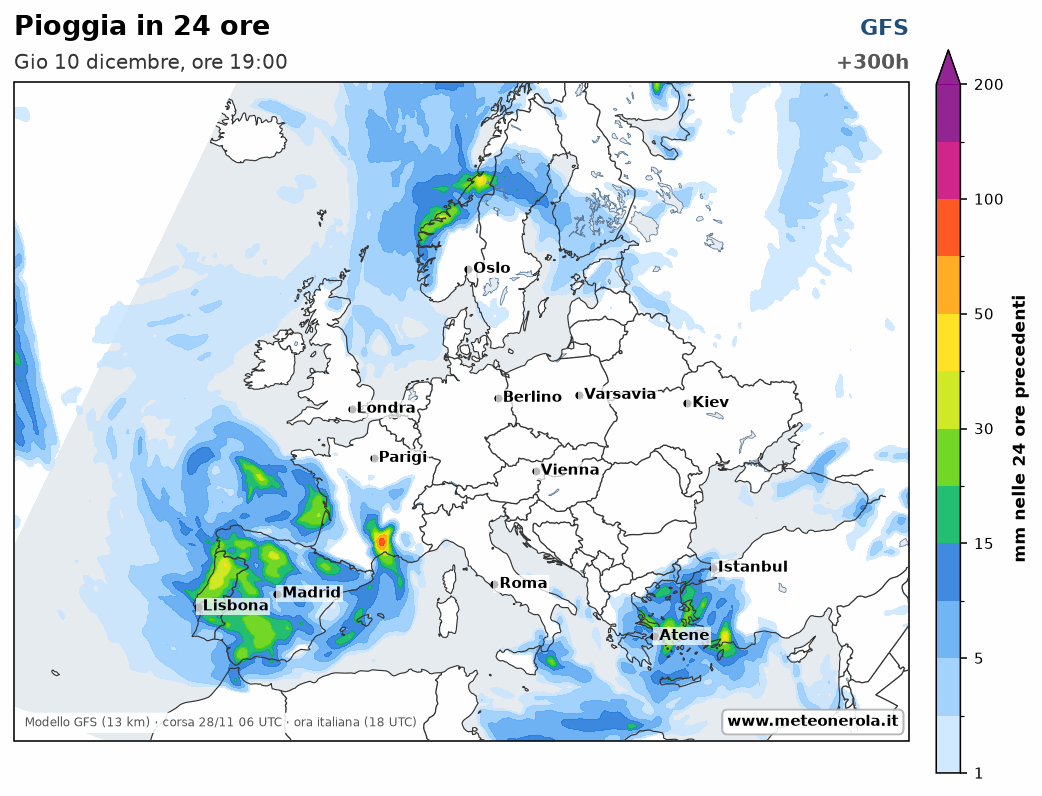 Pioggia in 24 ore
GFS
Gio 10 dicembre, ore 19:00
+300h
200
100
50
30
15
5
1
mm nelle 24 ore precedenti
Oslo
Berlino
Varsavia
Kiev
Londra
Parigi
Vienna
Istanbul
Roma
Madrid
Lisbona
Atene
Modello GFS (13 km) · corsa 28/11 06 UTC · ora italiana (18 UTC)
www.meteonerola.it